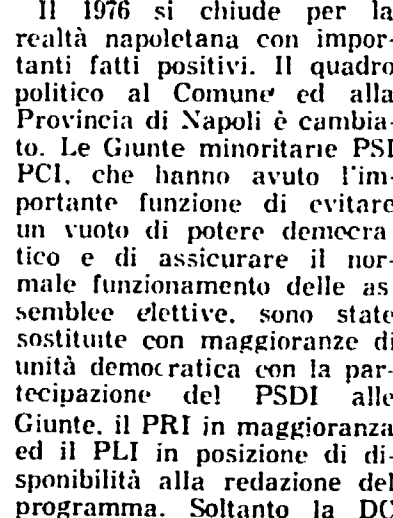 Il 1976 si chiude per la
realtà napoletana con impor-
tanti fatti positivi. Il quadro
politico al Comune ed alla
Provincia di Napoli è cambia-
to. Le Giunte minoritarie PSI
PCI, che hanno avuto l'im-
portante funzione di evitare
un vuoto di potere democra
tico e di assicurare il nor-
male funzionamento delle as
semblee elettive, sono state
sostituite con maggioranze di
unità democratica con la par-
tecipazione del PSDI alle
Giunte, il PRI in maggioranza
ed il PLI in posizione di di-
sponibilità alla redazione del
programma. Soltanto la DC